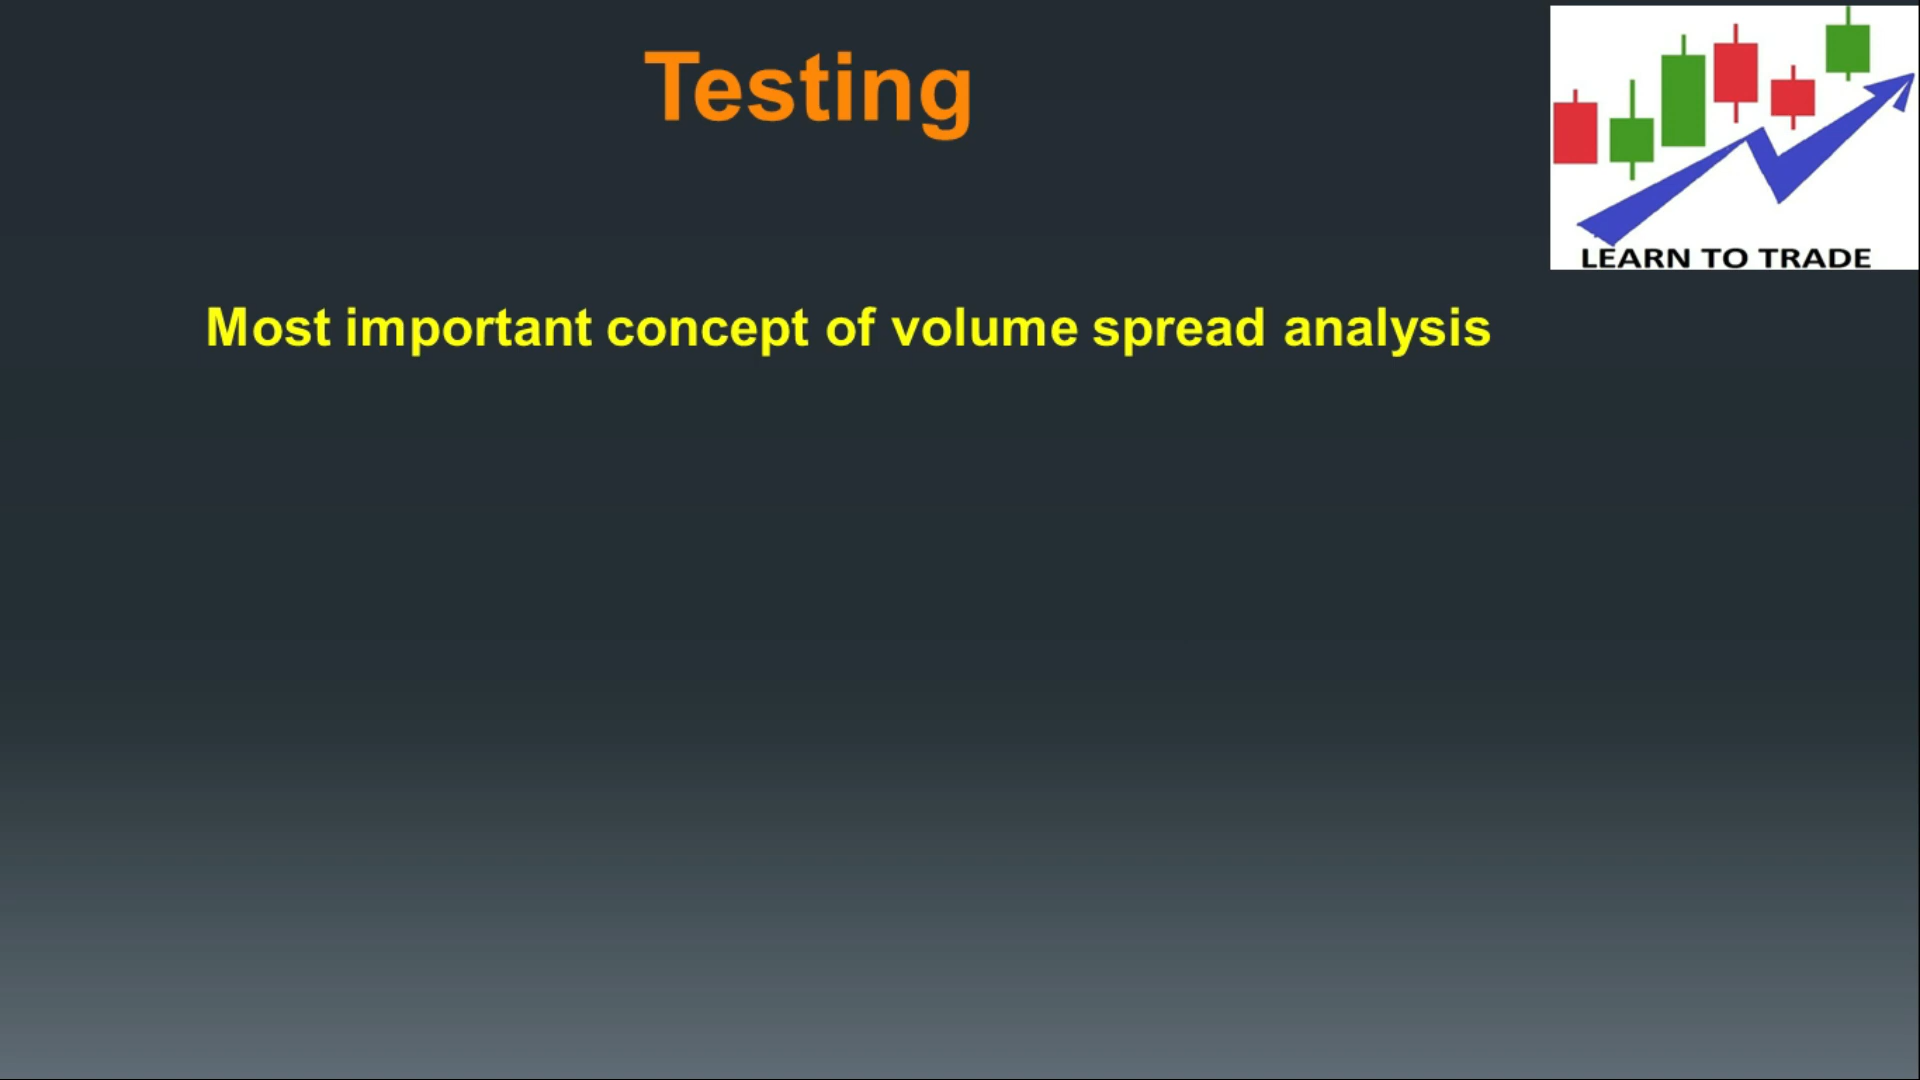 Testing
LEARN TO TRADE
Most important concept of volume spread analysis